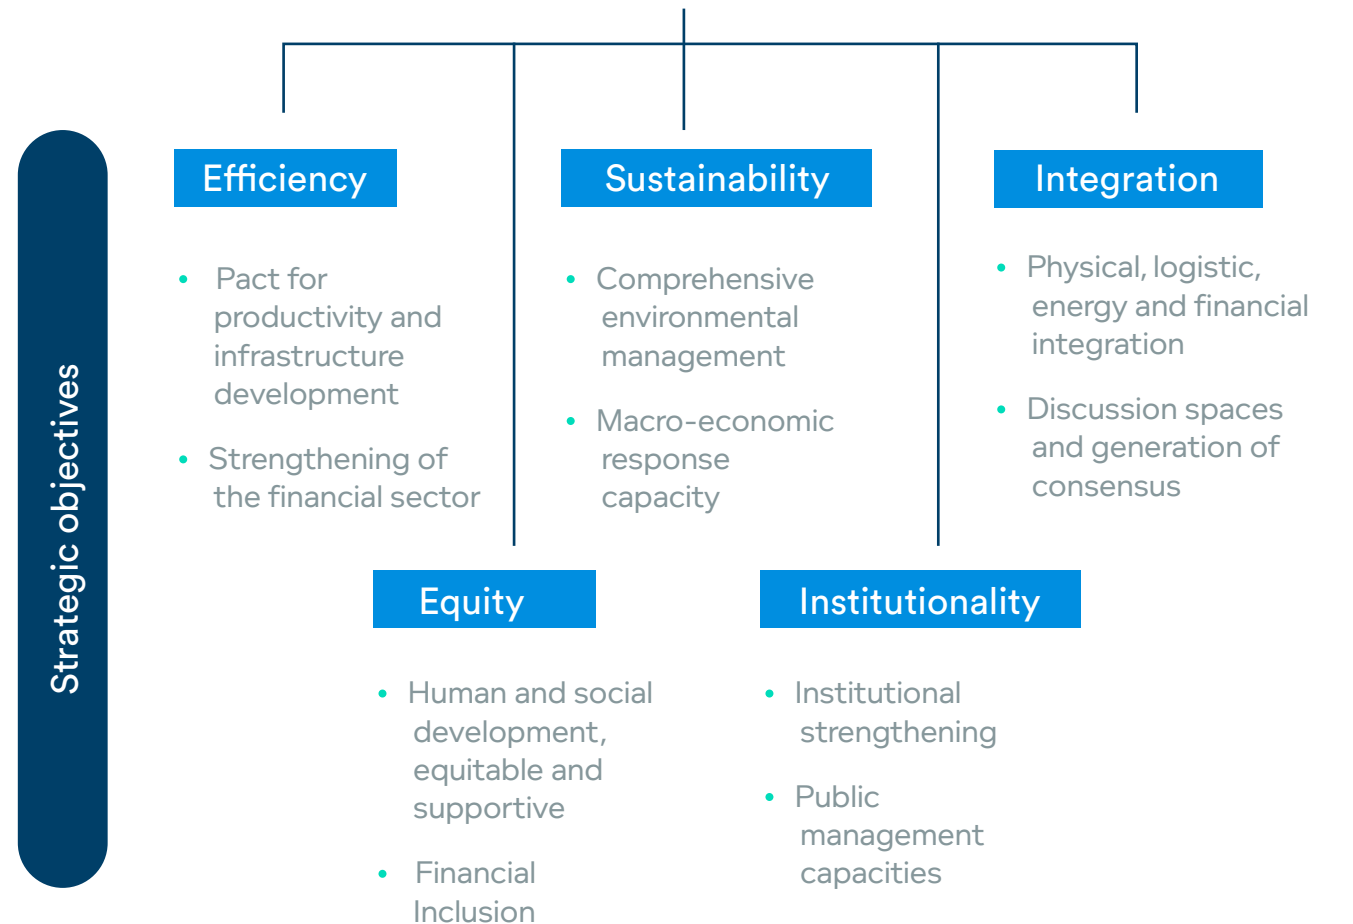 Strategic objectives
Efficiency
• Pact for
productivity and
infrastructure
development
• Strengthening of
the financial sector
Sustainability
• Comprehensive
environmental
management
• Macro-economic
response
capacity
Integration
• Physical, logistic,
energy and financial
integration
• Discussion spaces
and generation of
consensus
Equity
• Human and social
development,
equitable and
supportive
• Financial
Inclusion
Institutionality
• Institutional
strengthening
• Public
management
capacities